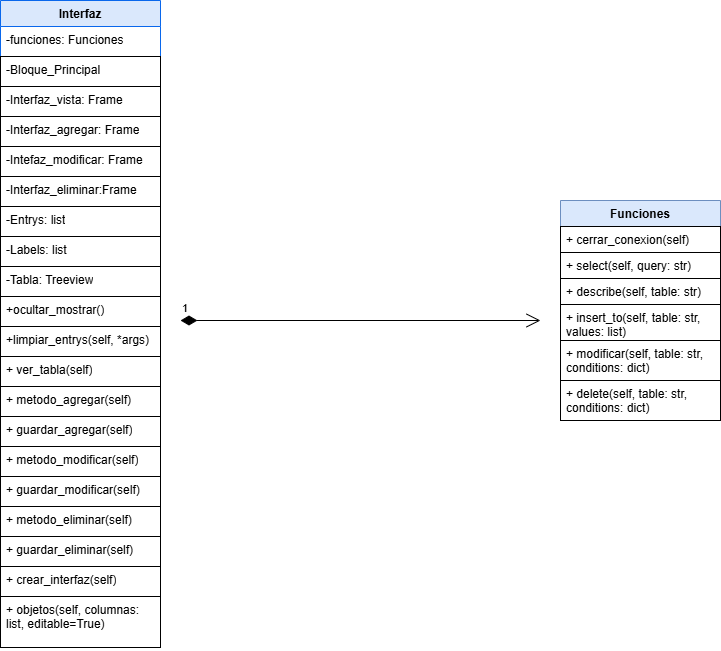 Interfaz
-funciones: Funciones
-Bloque_Principal
-Interfaz_vista: Frame
-Interfaz_agregar: Frame
-Intefaz_modificar: Frame
-Interfaz_eliminar:Frame
-Entrys: list
-Labels: list
-Tabla: Treeview
+ocultar_mostrar()
+limpiar_entrys(self, *args)
+ ver_tabla(self)
+ metodo_agregar(self)
+ guardar_agregar(self)
+ metodo_modificar(self)
+ guardar_modificar(self)
+ metodo_eliminar(self)
+ guardar_eliminar(self)
+ crear_interfaz(self)
+ objetos(self, columnas:
list, editable=True)
1
Funciones
+ cerrar_conexion(self)
+ select(self, query: str)
+ describe(self, table: str)
+ insert_to(self, table: str,
values: list)
+ modificar(self, table: str,
conditions: dict)
+ delete(self, table: str,
conditions: dict)